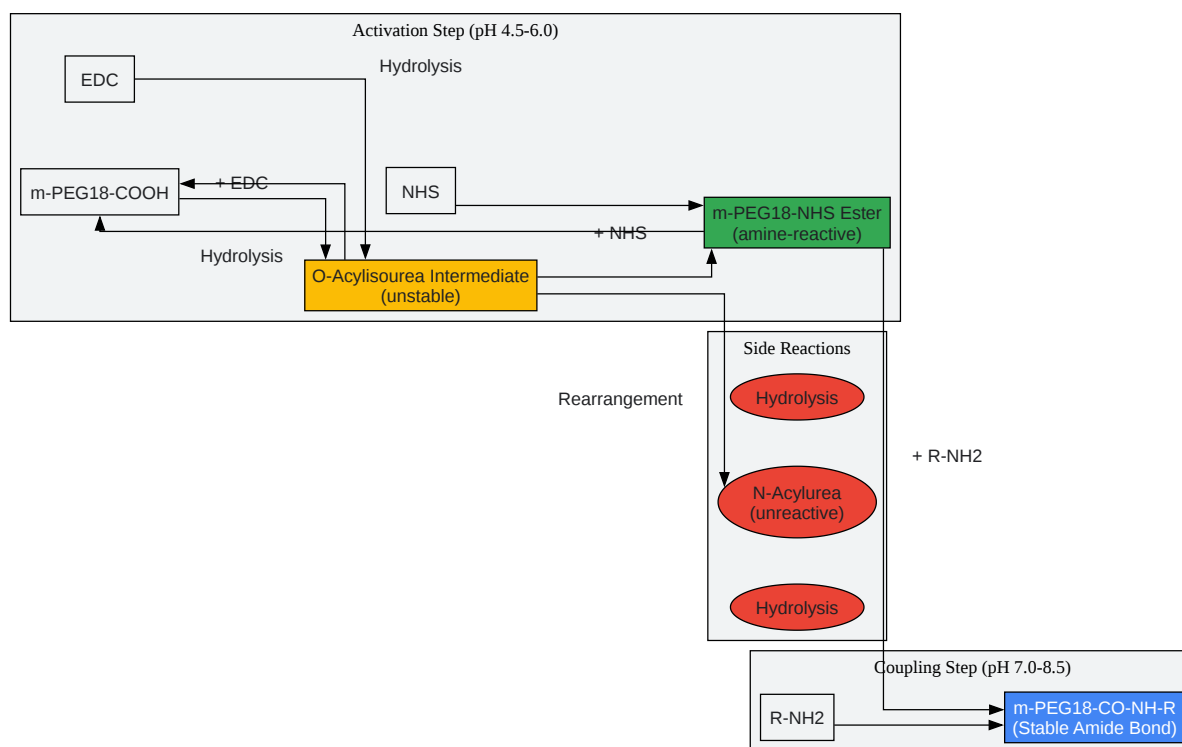 Activation Step (pH 4.5-6.0)
EDC
Hydrolysis
m-PEG18-COOH
+ EDC
NHS
m-PEG18-NHS Ester
(amine-reactive)
+ NHS
Hydrolysis
O-Acylisourea Intermediate
(unstable)
Side Reactions
Hydrolysis
Rearrangement
+ R-NH2
N-Acylurea
(unreactive)
Hydrolysis
Coupling Step (pH 7.0-8.5)
R-NH2
m-PEG18-CO-NH-R
(Stable Amide Bond)